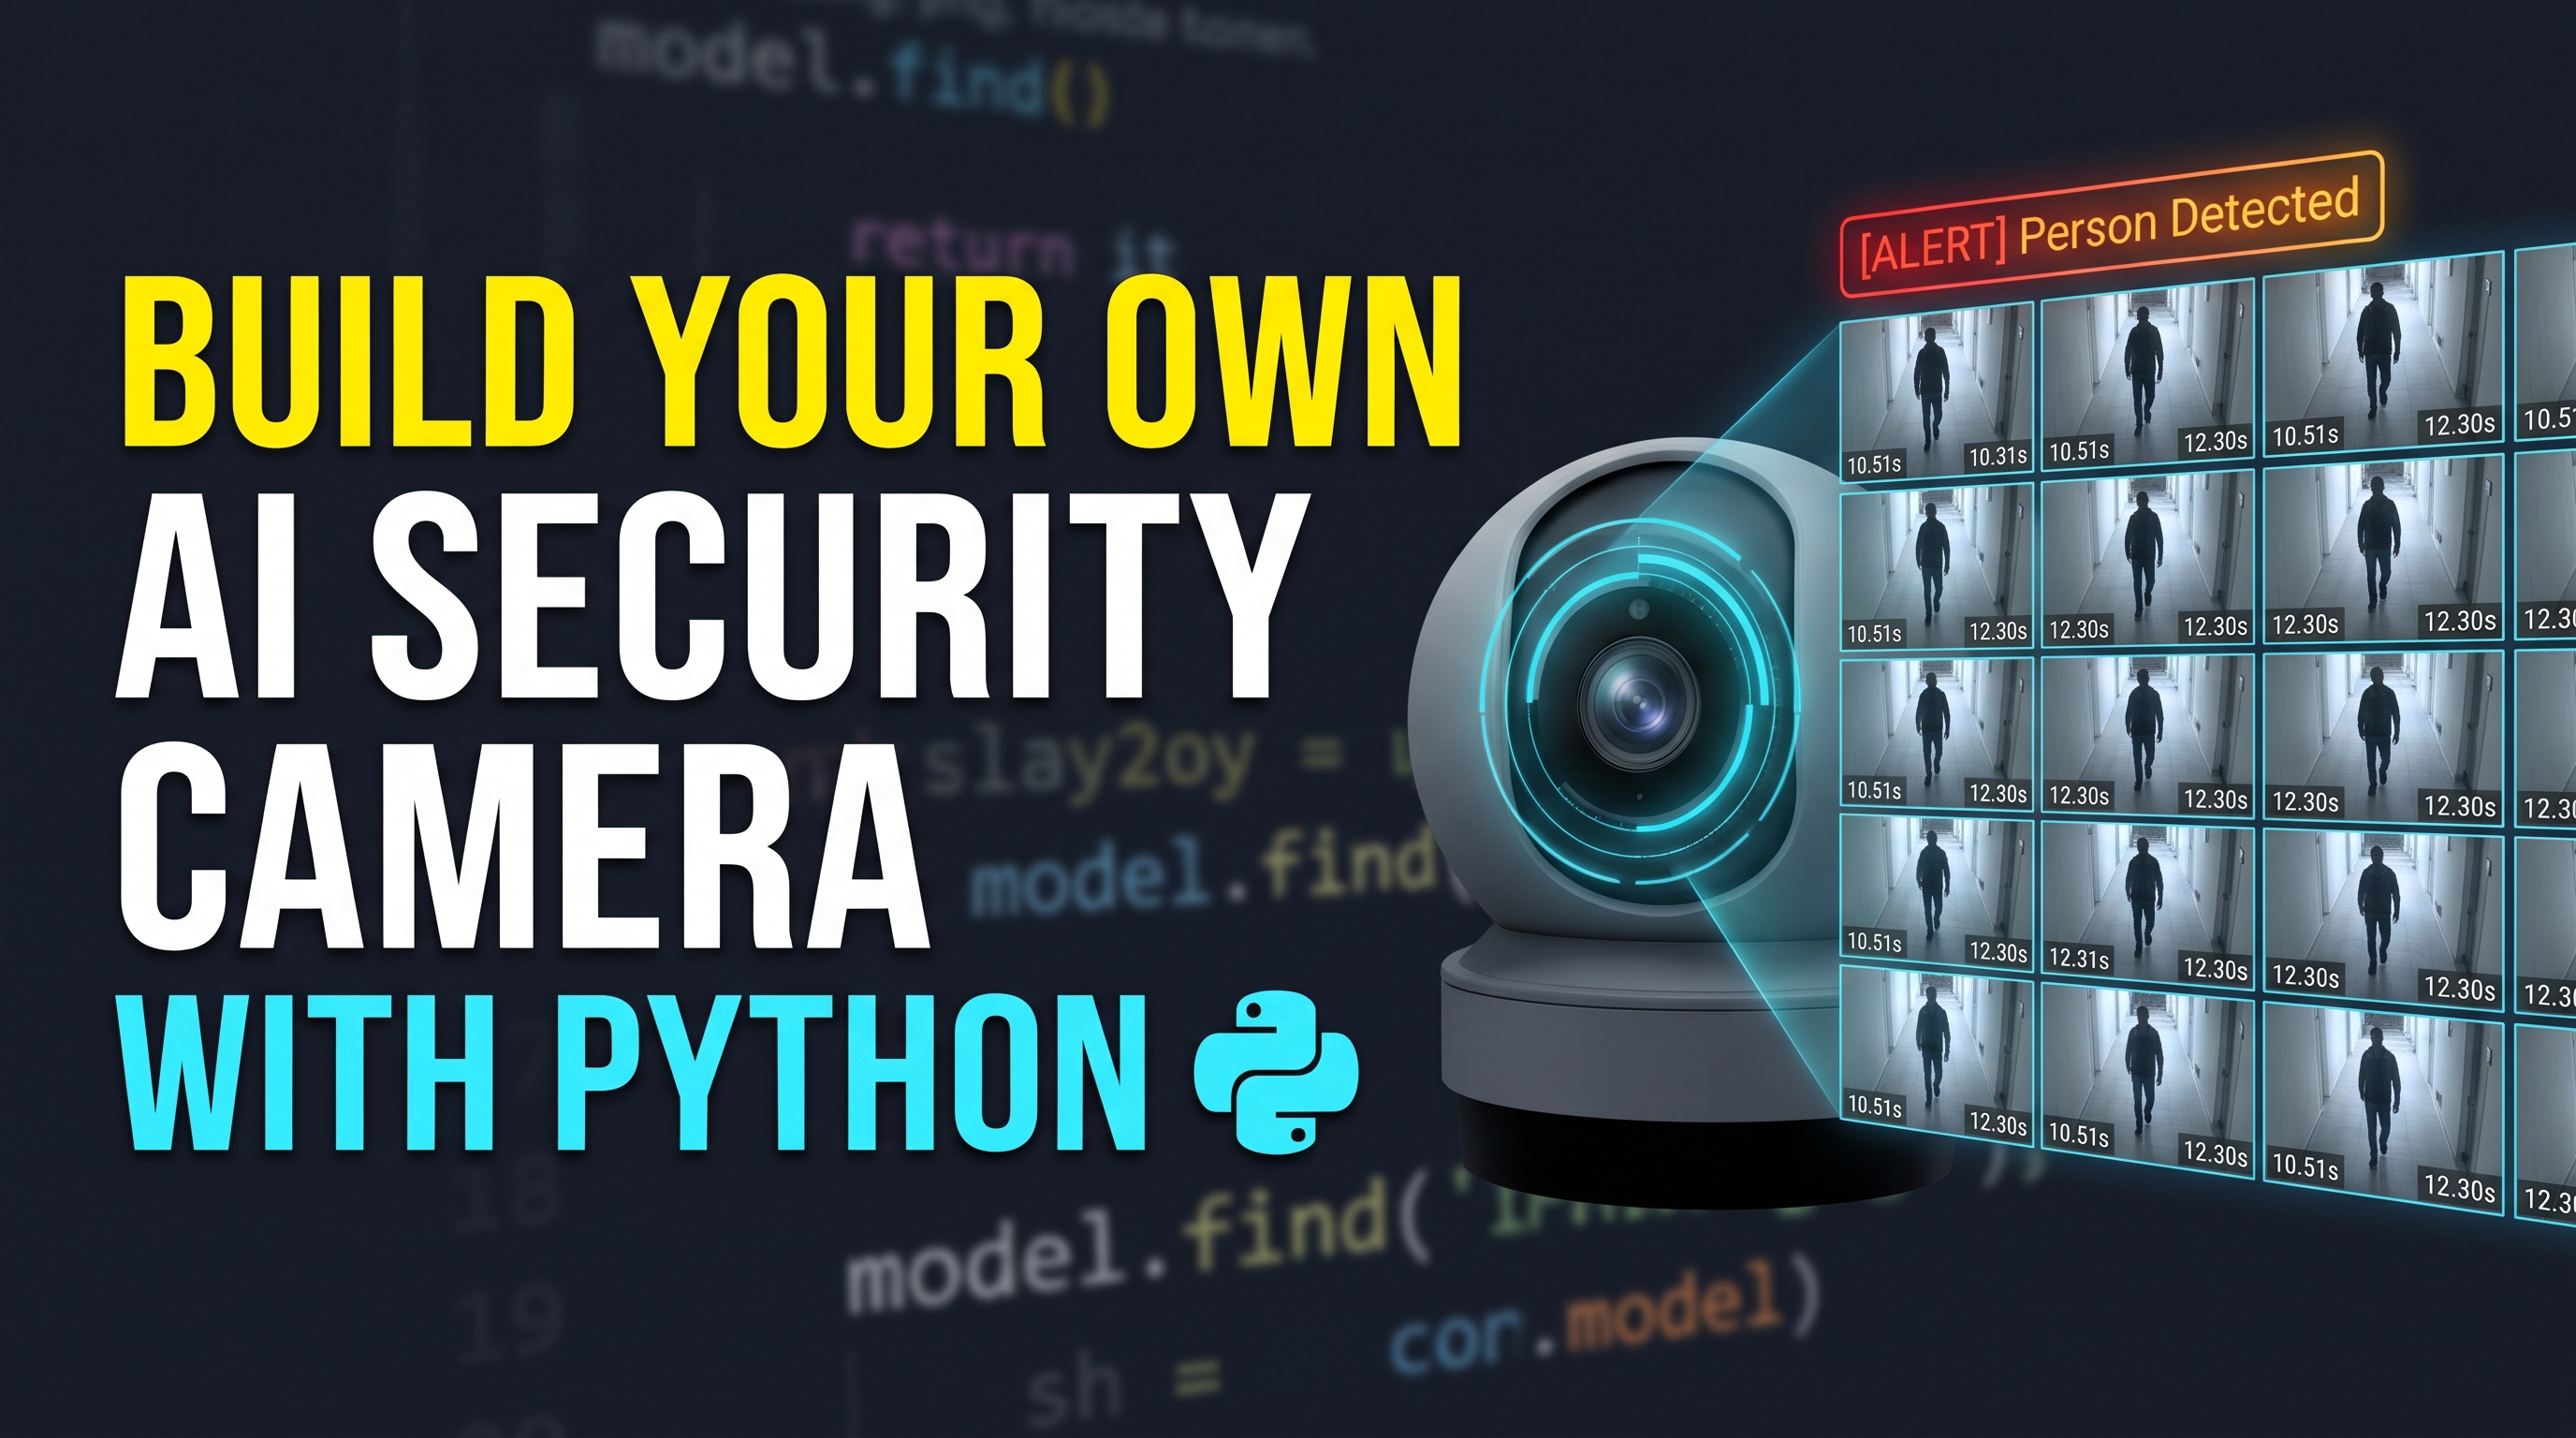 model.find()
return it
[ALERT] Person Detected
BUILD YOUR OWN
AI SECURITY
CAMERA
WITH PYTHON
10.51s 10.31s 10.51s 12.30s 10.51s 12.30s
10.51s 12.30s 12.30s 12.30s 12.30s 12.30s
10.51s 12.30s 12.30s 12.30s 12.30s 12.30s
10.51s 12.30s 12.31s 12.30s 12.30s 12.30s
10.51s 12.30s 10.51s 12.30s 10.51s 12.30s
slay2oy =
model.find(
18
model.find('
19
con.model)
sh =